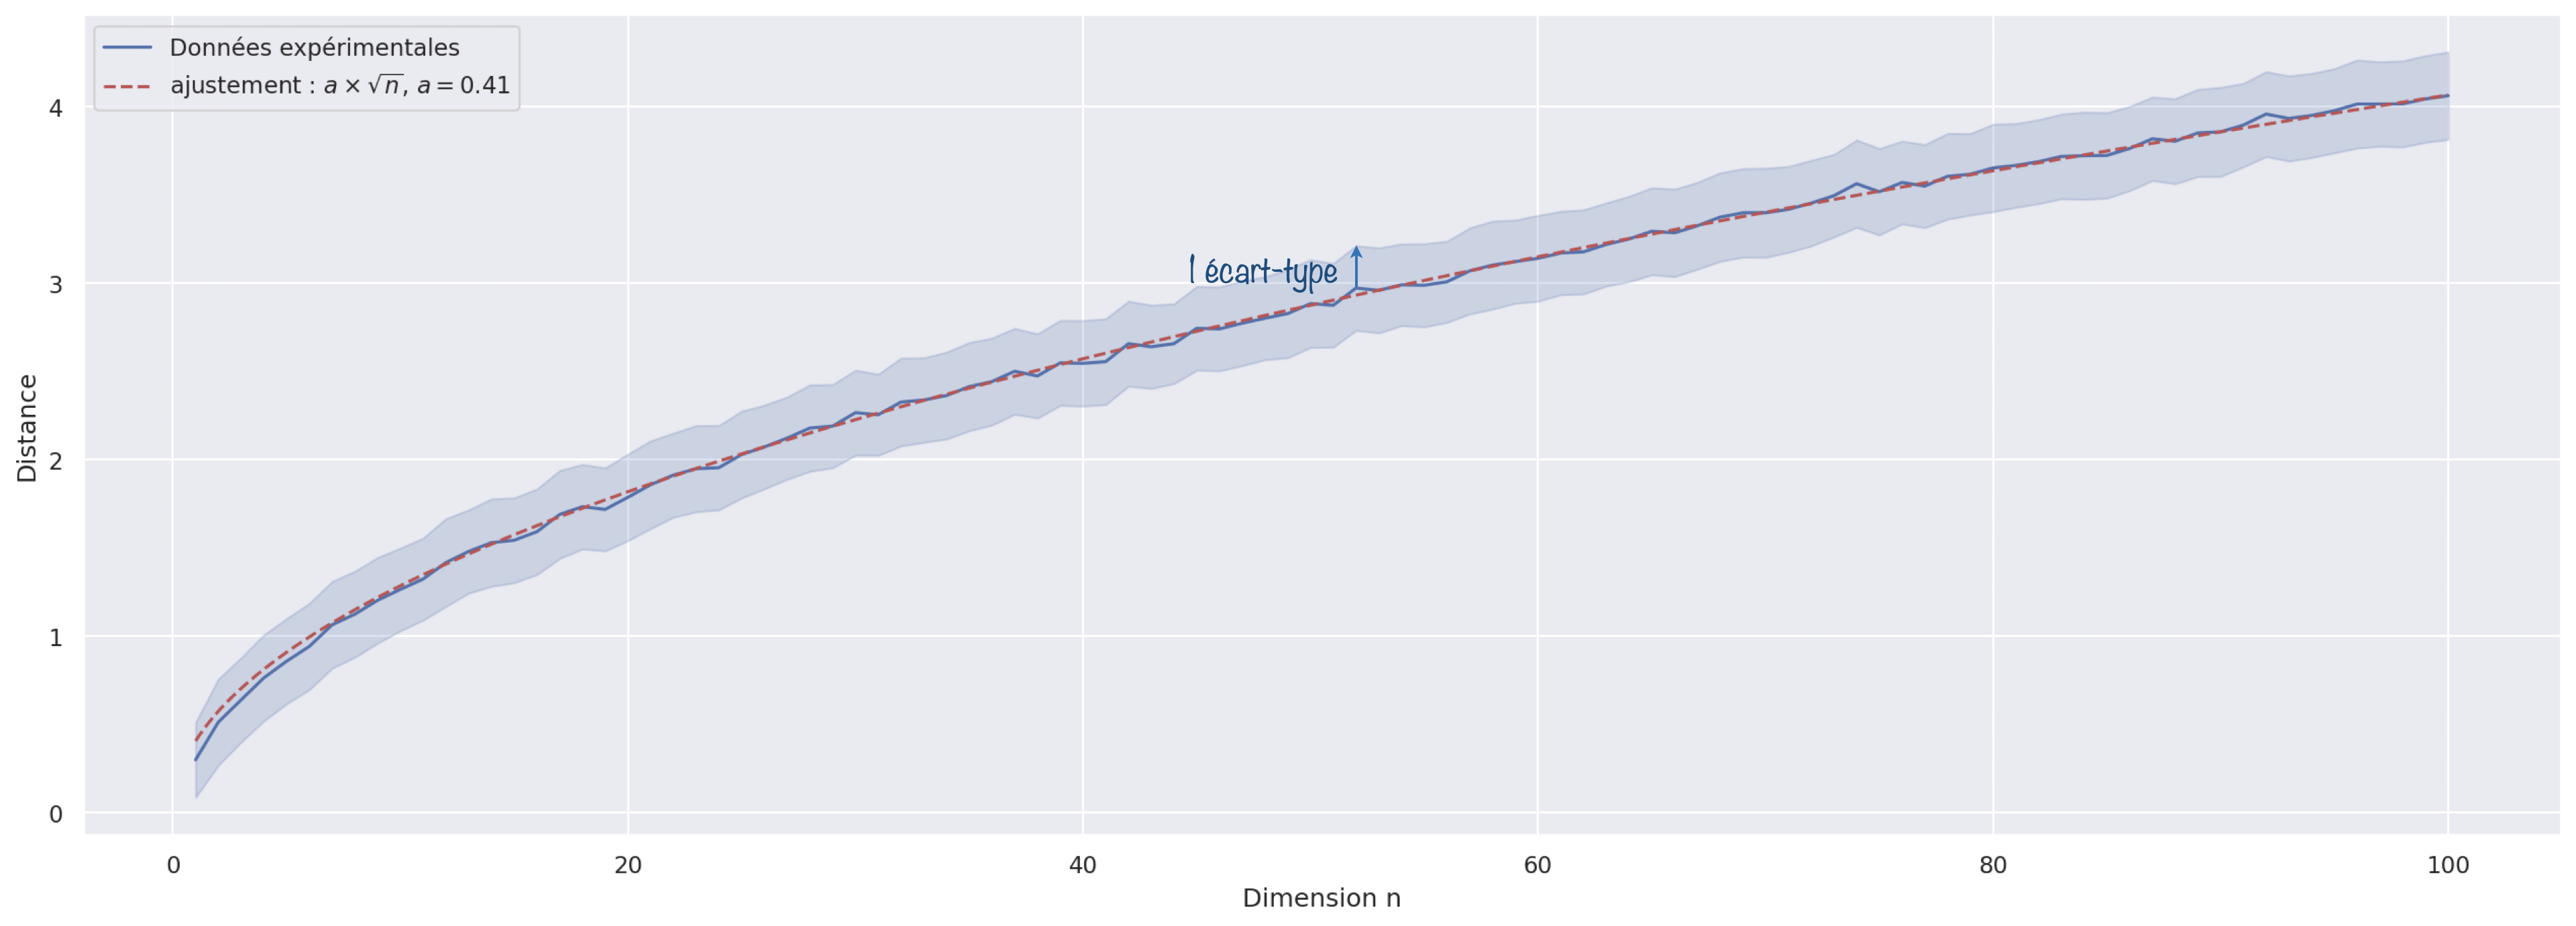 Données expérimentales
ajustement : a × √n, a = 0.41
4
3
2
1
0
Distance
1 écart-type
0
20
40
60
80
100
Dimension n